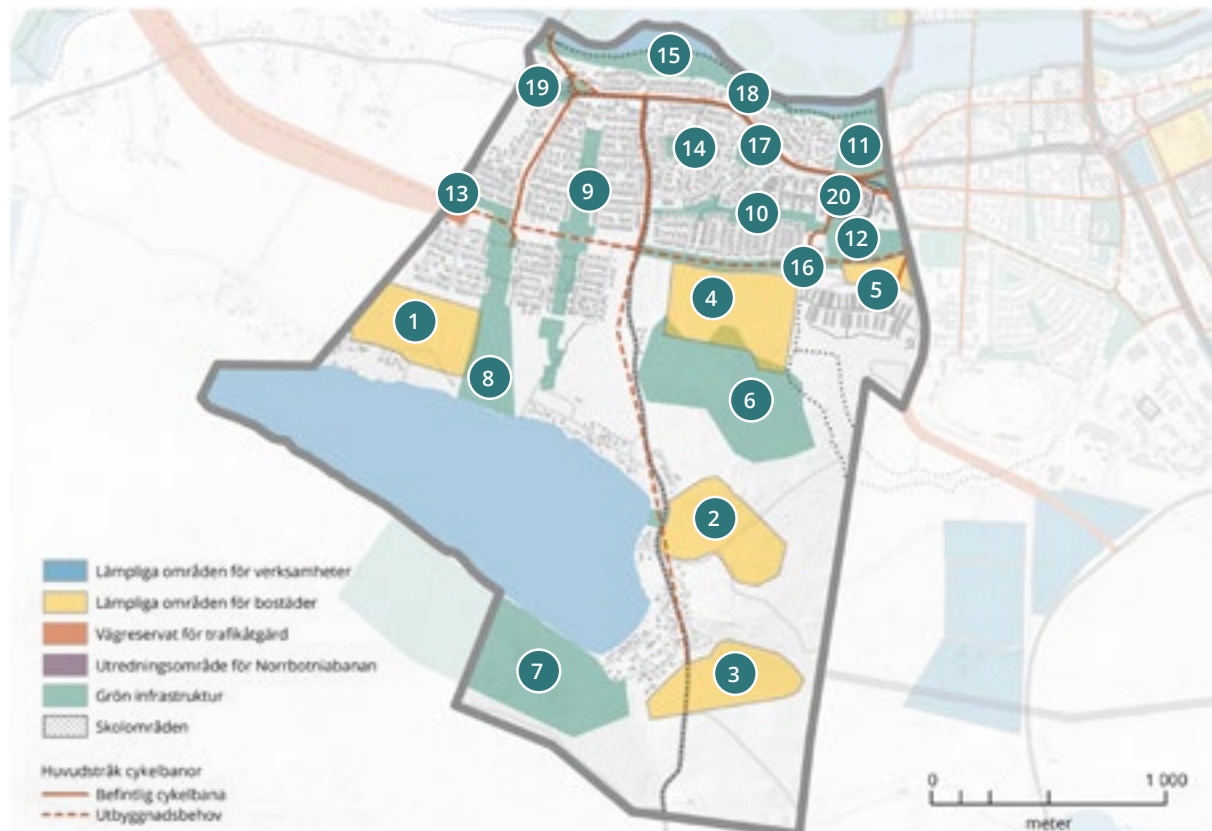 15
19
18
14
17
11
13
9
20
10
12
16
4
5
1
8
6
2
7
3
Lämpliga områden för verksamheter
Lämpliga områden för bostäder
Vägreservat för trafikåtgärd
Utredningsområde för Norrbotniabanan
Grön infrastruktur
Skolområden
Huvudstråk cykelbanor
Befintlig cykelbana
Utbyggnadsbehov
0 1 000
meter